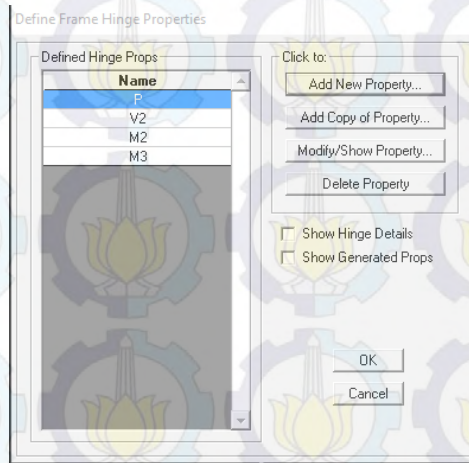 Define Frame Hinge Properties
Defined Hinge Props
Name
P
V2
M2
M3
Click to:
Add New Property...
Add Copy of Property...
Modify/Show Property...
Delete Property
Show Hinge Details
Show Generated Props
OK
Cancel